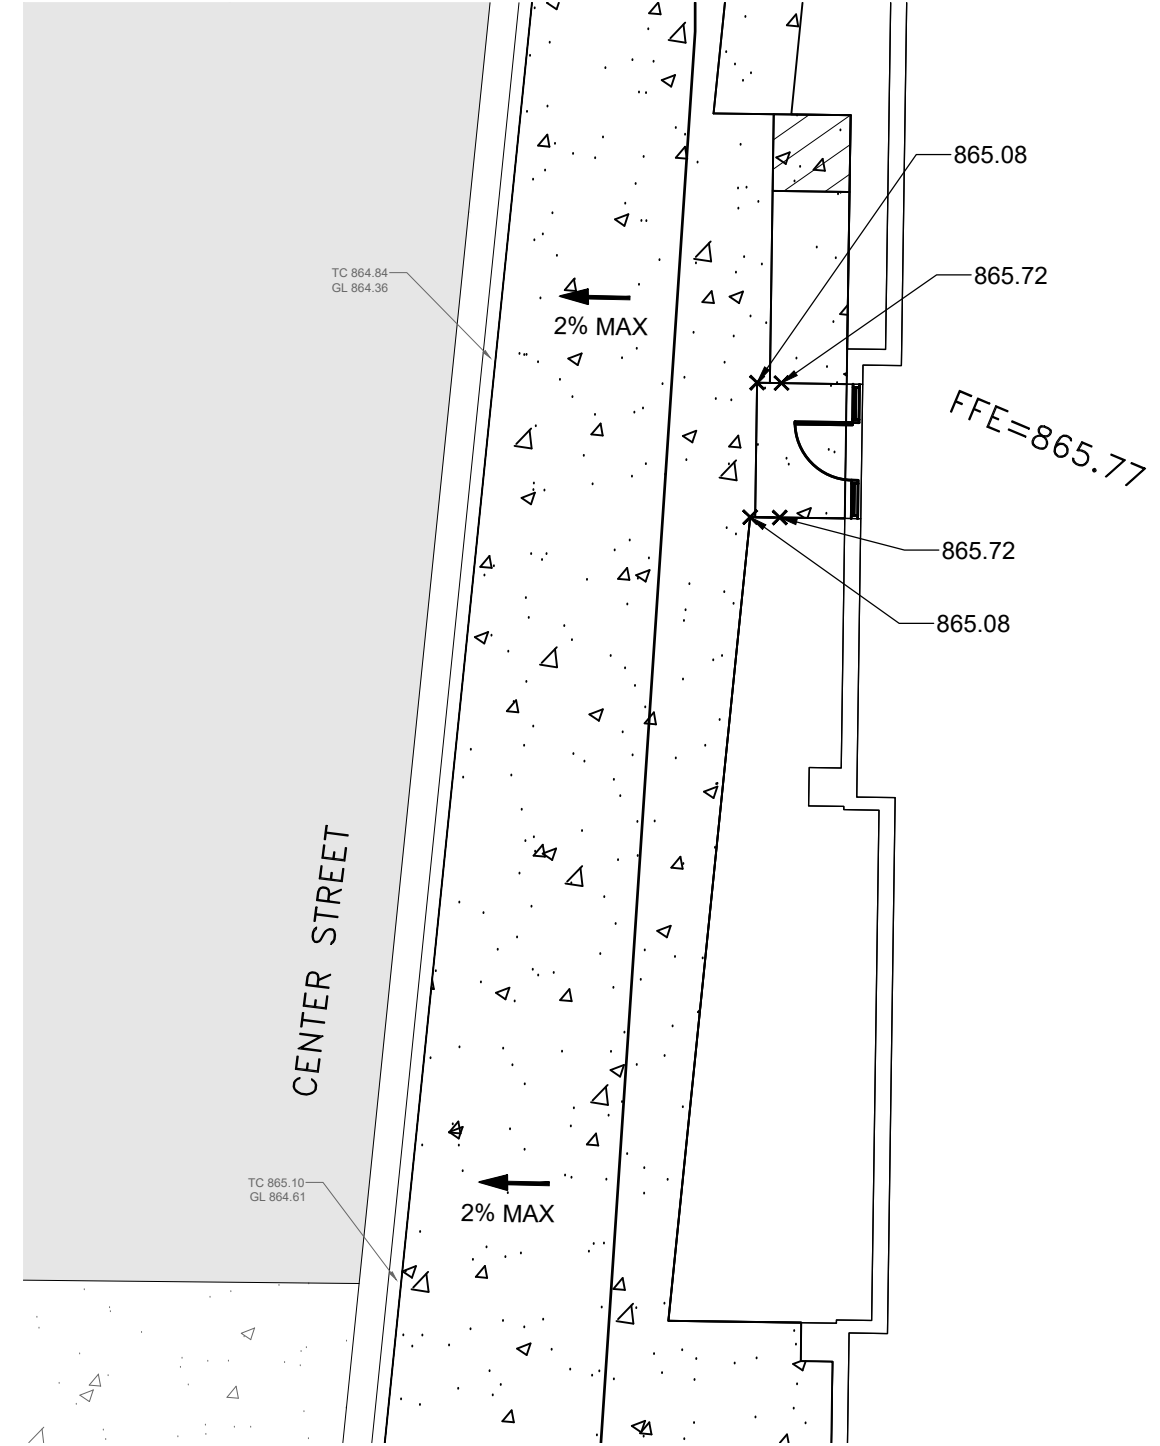 865.08
TC 864.84
GL 864.36
865.72
2% MAX
FFE=865.77
865.72
865.08
CENTER STREET
TC 865.10
GL 864.61
2% MAX